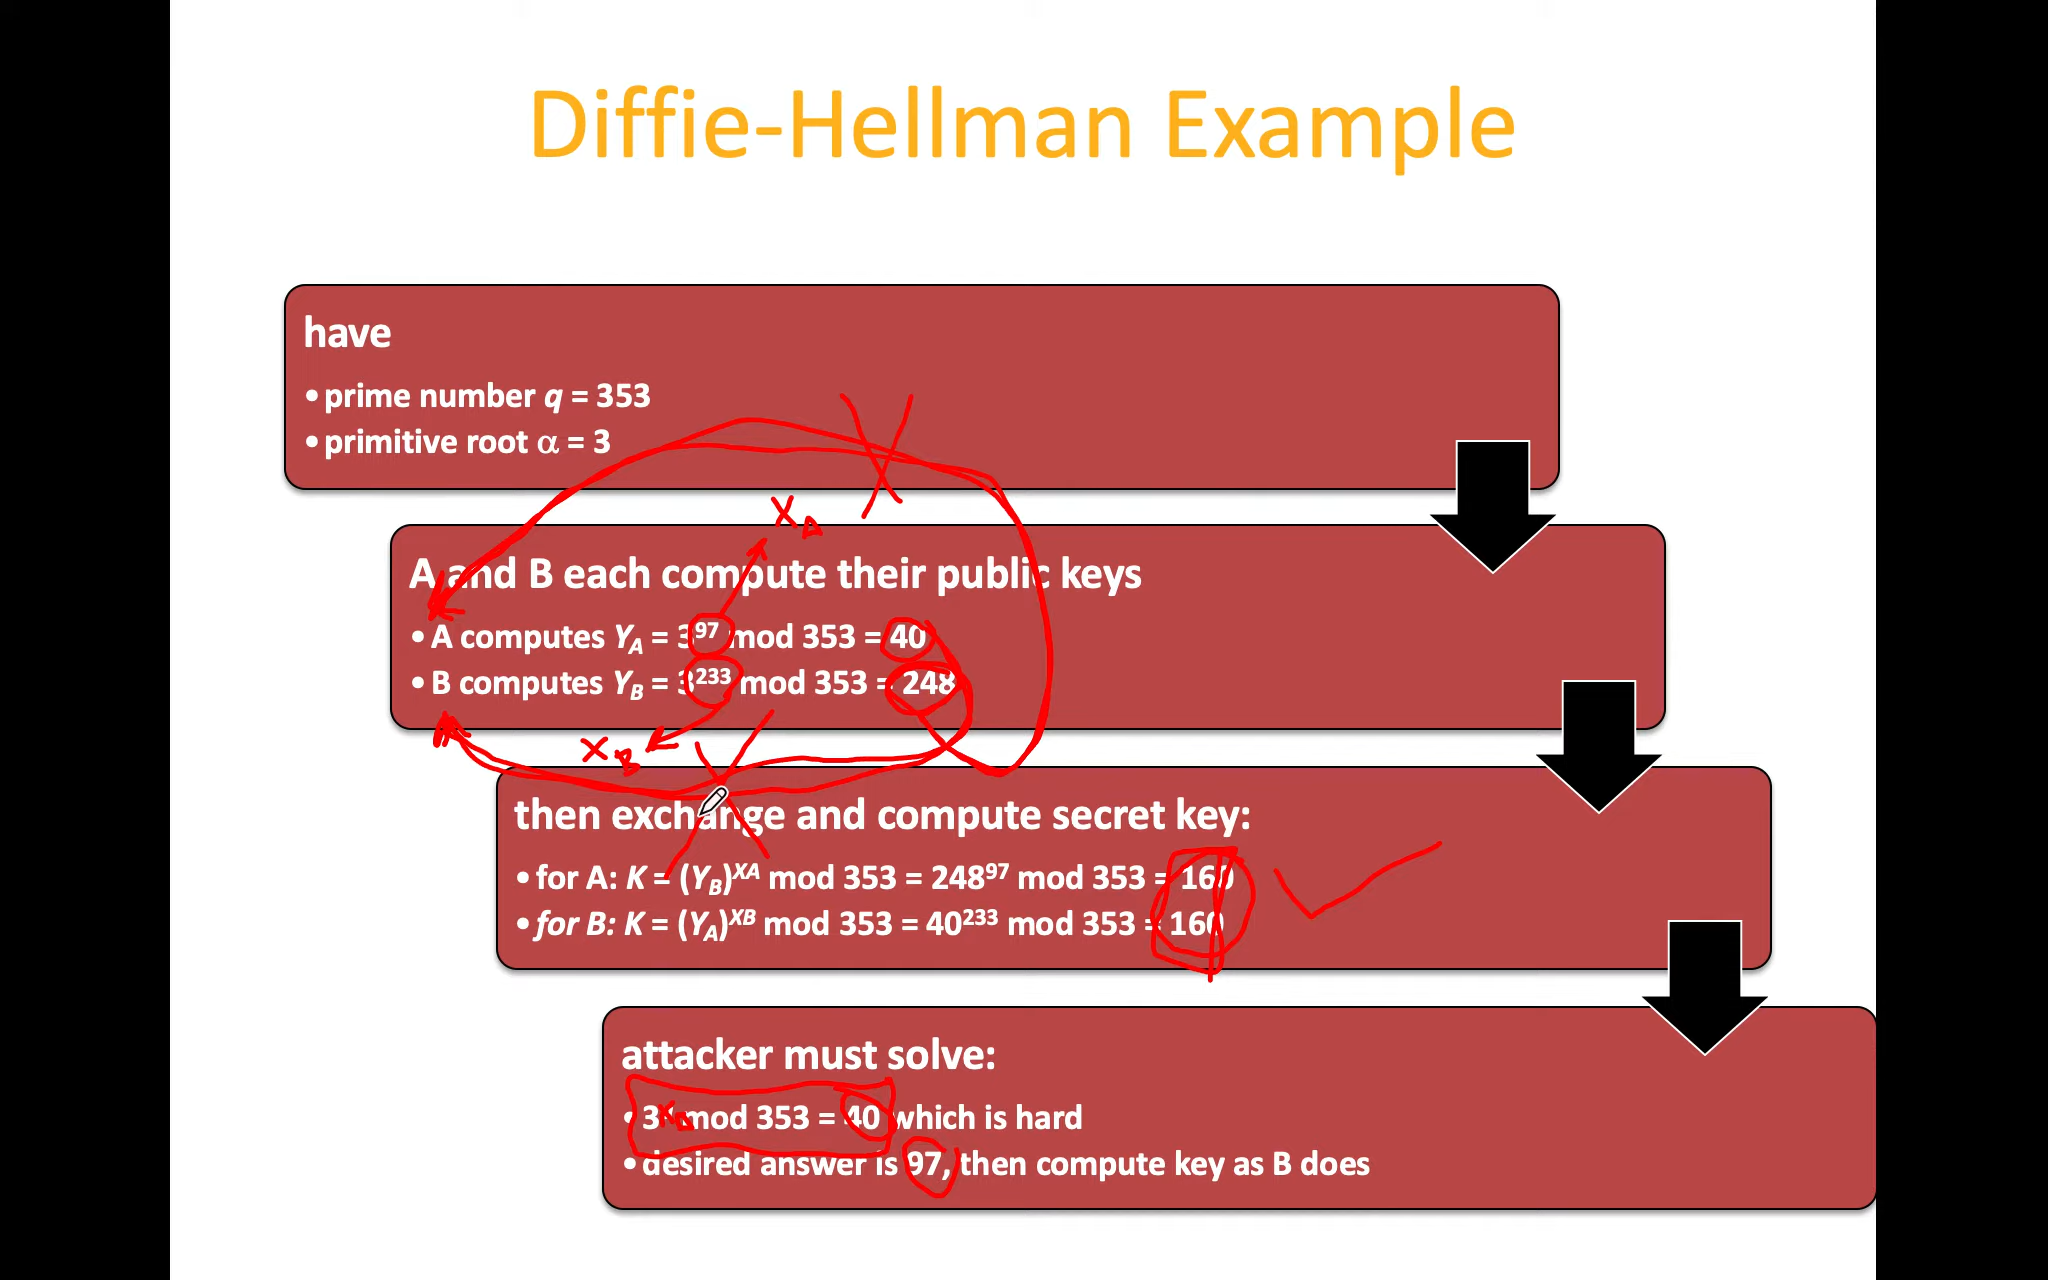 Diffie-Hellman Example
have
• prime number q = 353
• primitive root α = 3
X_A
A and B each compute their public keys
• A computes Y_A = 3^97 mod 353 = 40
• B computes Y_B = 3^233 mod 353 = 248
X_B
then exchange and compute secret key:
• for A: K = (Y_B)^XA mod 353 = 248^97 mod 353 = 160
• for B: K = (Y_A)^XB mod 353 = 40^233 mod 353 = 160
attacker must solve:
• 3^X_A mod 353 = 40 which is hard
• desired answer is 97, then compute key as B does